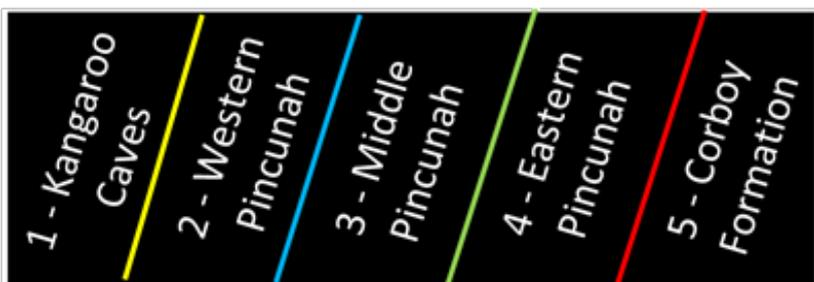 1 - Kangaroo
Caves
2 - Western
Pincunah
3 - Middle
Pincunah
4 - Eastern
Pincunah
5 - Corboy
Formation